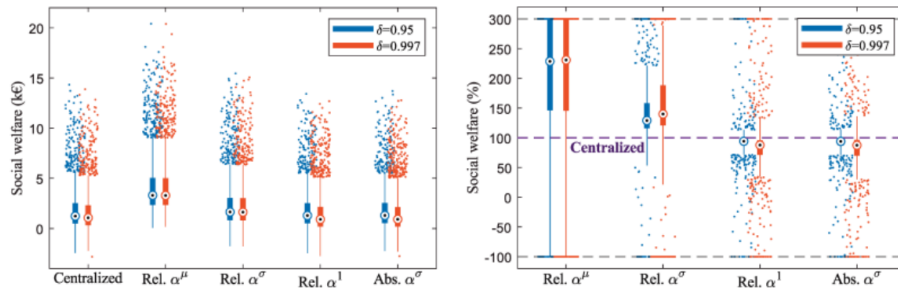 Social welfare (k€)
20
15
10
5
0
δ=0.95
δ=0.997
Centralized
Rel. α^μ
Rel. α^σ
Rel. α^1
Abs. α^σ
Social welfare (%)
300
250
200
150
100
50
0
-50
-100
δ=0.95
δ=0.997
Centralized
Rel. α^μ
Rel. α^σ
Rel. α^1
Abs. α^σ